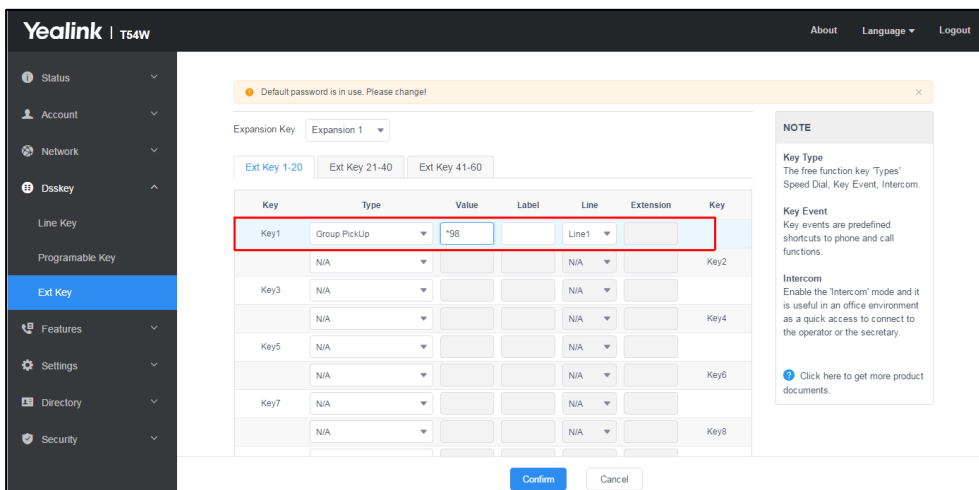 Yealink | T54W
About Language Logout
Status
Account
Network
Dsskey
Line Key
Programable Key
Ext Key
Features
Settings
Directory
Security
Default password is in use. Please change!
Expansion Key Expansion 1
Ext Key 1-20 Ext Key 21-40 Ext Key 41-60
Key Type Value Label Line Extension Key
Key1 Group PickUp *98 Line1
N/A N/A Key2
Key3 N/A N/A
N/A N/A Key4
Key5 N/A N/A
N/A N/A Key6
Key7 N/A N/A
N/A N/A Key8
Confirm Cancel
NOTE
Key Type
The free function key 'Types'
Speed Dial, Key Event, Intercom.
Key Event
Key events are predefined
shortcuts to phone and call
functions.
Intercom
Enable the 'Intercom' mode and it
is useful in an office environment
as a quick access to connect to
the operator or the secretary.
Click here to get more product
documents.